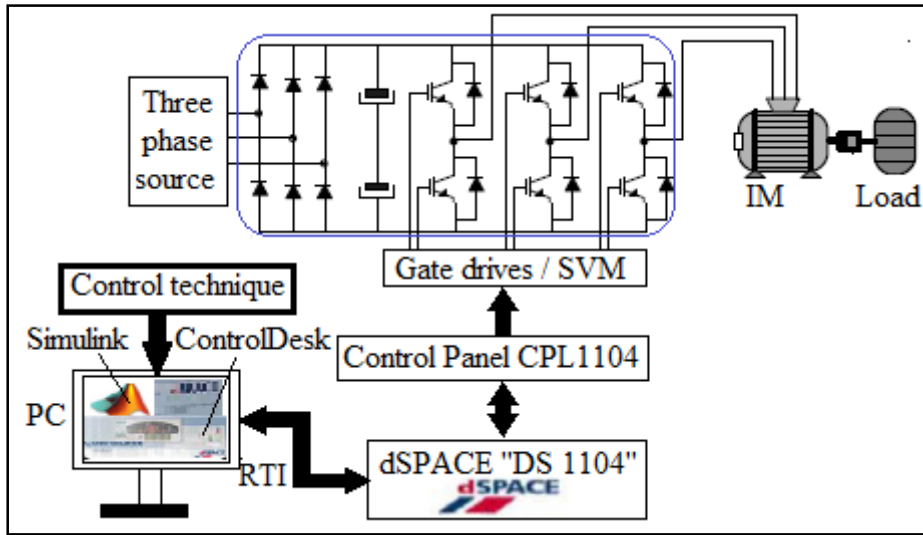 Three
phase
source
IM
Load
Gate drives / SVM
Control technique
Simulink
ControlDesk
Control Panel CPL1104
PC
RTI
dSPACE "DS 1104"
dSPACE